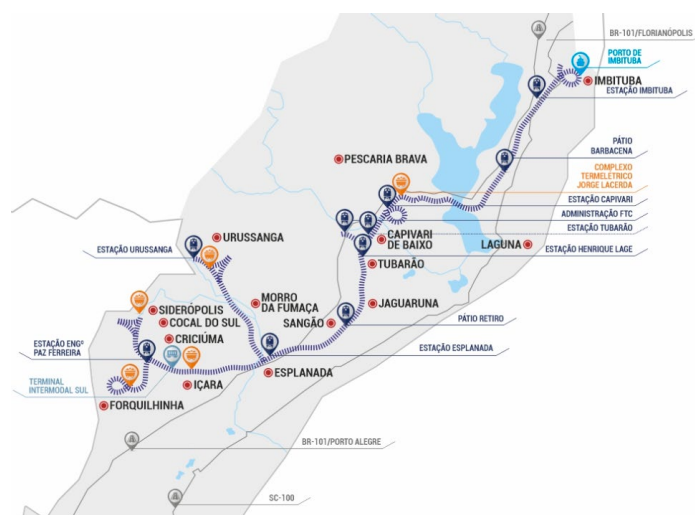 BR-101/FLORIANÓPOLIS
PORTO DE
IMBITUBA
IMBITUBA
ESTAÇÃO IMBITUBA
PÁTIO
BARBACENA
PESCARIA BRAVA
COMPLEXO
TERMELÉTRICO
JORGE LACERDA
ESTAÇÃO CAPIVARI
ADMINISTRAÇÃO FTC
ESTAÇÃO TUBARÃO
CAPIVARI
DE BAIXO
LAGUNA
ESTAÇÃO HENRIQUE LAGE
URUSSANGA
ESTAÇÃO URUSSANGA
TUBARÃO
MORRO
DA FUMAÇA
JAGUARUNA
SIDERÓPOLIS
COCAL DO SUL
SANGÃO
PÁTIO RETIRO
CRICIÚMA
ESTAÇÃO ENGº
PAZ FERREIRA
ESTAÇÃO ESPLANADA
ESPLANADA
TERMINAL
INTERMODAL SUL
IÇARA
FORQUILHINHA
BR-101/PORTO ALEGRE
SC-100